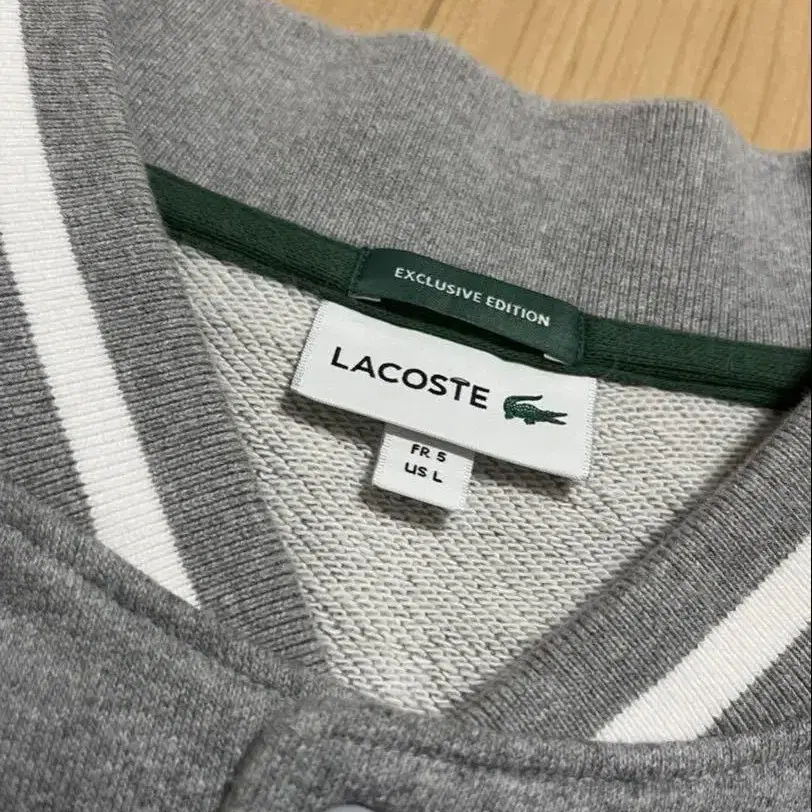 EXCLUSIVE EDITION
LACOSTE
FR 5
US L